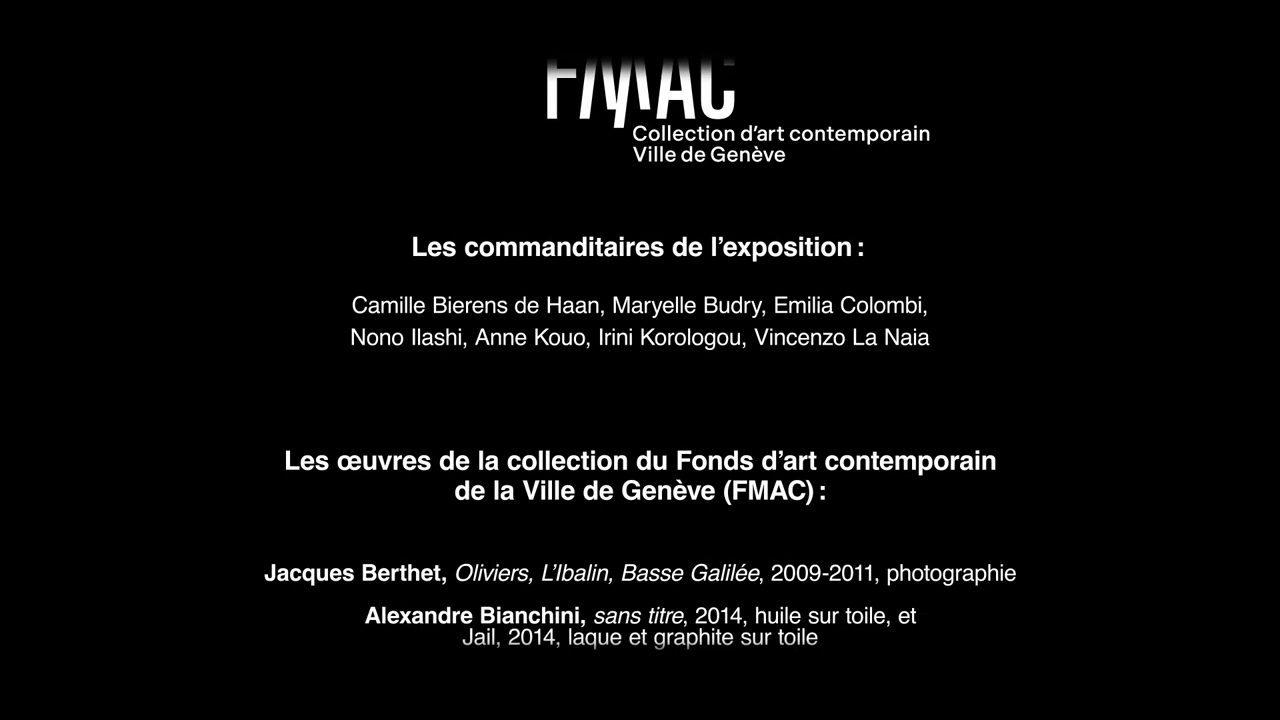 FMAC
Collection d'art contemporain
Ville de Genève
Les commanditaires de l'exposition :
Camille Bierens de Haan, Maryelle Budry, Emilia Colombi,
Nono Ilashi, Anne Kouo, Irini Korologou, Vincenzo La Naia
Les œuvres de la collection du Fonds d'art contemporain
de la Ville de Genève (FMAC) :
Jacques Berthet, Oliviers, L'Ibalin, Basse Galilée, 2009-2011, photographie
Alexandre Bianchini, sans titre, 2014, huile sur toile, et
Jail, 2014, laque et graphite sur toile